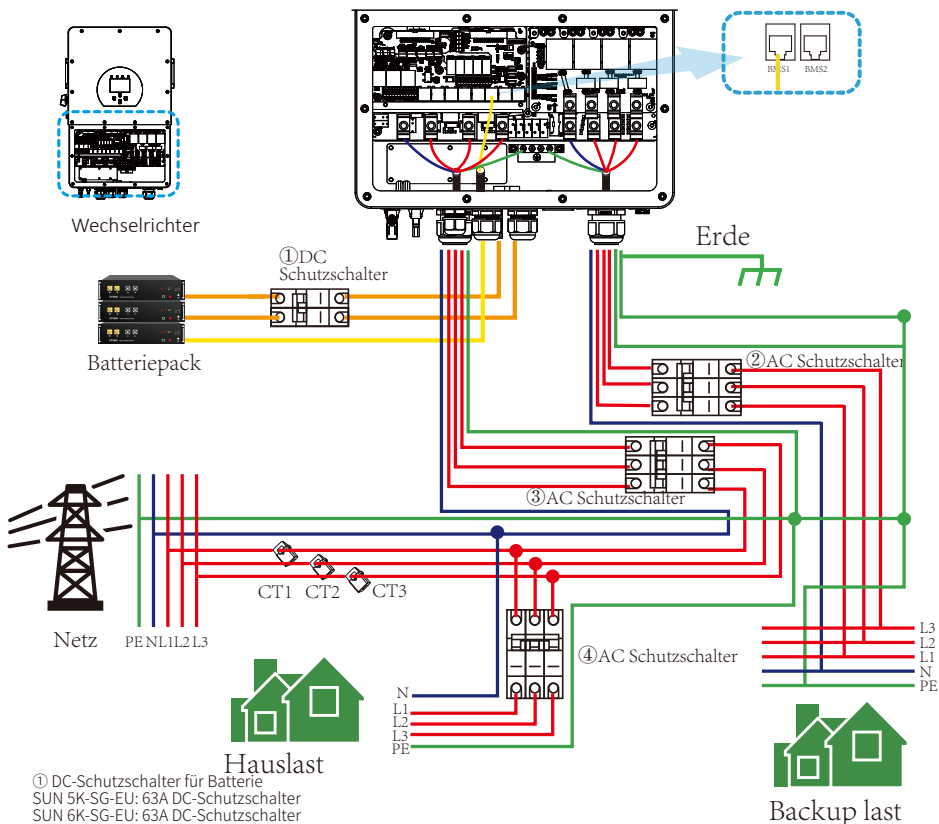 BMS1 BMS2
Wechselrichter
Erde
①DC
Schutzschalter
Batteriepack
②AC Schutzschalter
③AC Schutzschalter
CT1 CT2 CT3
Netz
PE N L1 L2 L3
④AC Schutzschalter
L3
L2
L1
N
PE
N
L1
L2
L3
PE
Hauslast
Backup last
① DC-Schutzschalter für Batterie
SUN 5K-SG-EU: 63A DC-Schutzschalter
SUN 6K-SG-EU: 63A DC-Schutzschalter